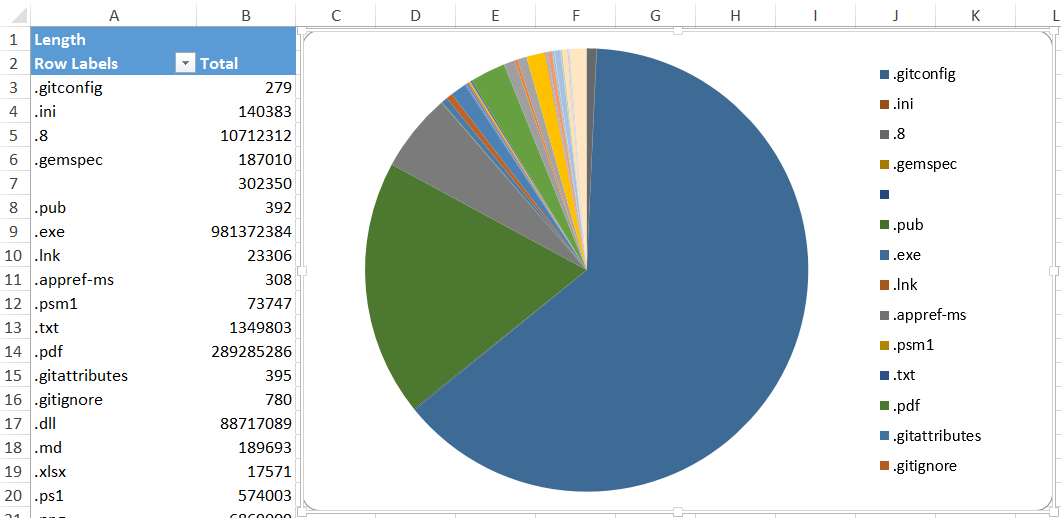 A B C D E F G H I J K L
1 Length
2 Row Labels Total
3 .gitconfig 279
4 .ini 140383
5 .8 10712312
6 .gemspec 187010
7 302350
8 .pub 392
9 .exe 981372384
10 .lnk 23306
11 .appref-ms 308
12 .psm1 73747
13 .txt 1349803
14 .pdf 289285286
15 .gitattributes 395
16 .gitignore 780
17 .dll 88717089
18 .md 189693
19 .xlsx 17571
20 .ps1 574003
.gitconfig
.ini
.8
.gemspec
.pub
.exe
.lnk
.appref-ms
.psm1
.txt
.pdf
.gitattributes
.gitignore